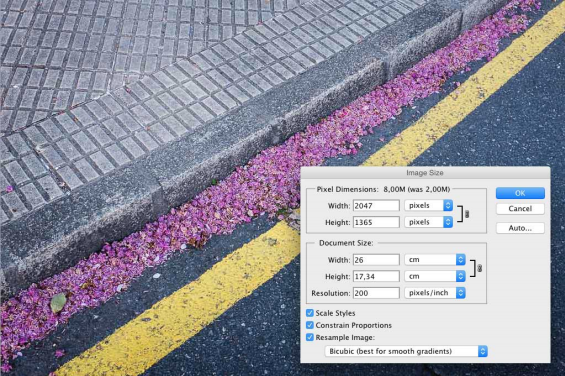 Image Size
Pixel Dimensions: 8,00M (was 2,00M)
Width: 2047 pixels
Height: 1365 pixels
Document Size:
Width: 26 cm
Height: 17,34 cm
Resolution: 200 pixels/inch
Scale Styles
Constrain Proportions
Resample Image:
Bicubic (best for smooth gradients)
OK
Cancel
Auto...